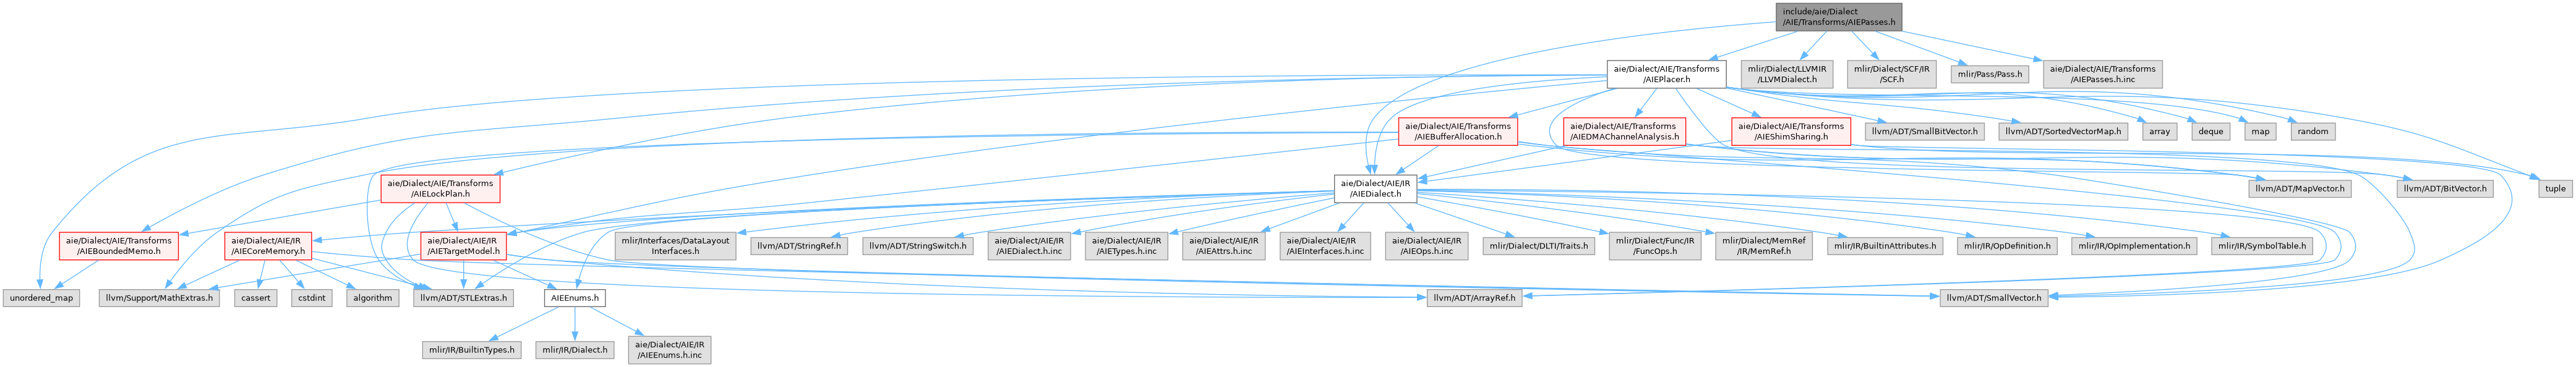 include/aie/Dialect
/AIE/Transforms/AIEPasses.h
aie/Dialect/AIE/Transforms
/AIEPlacer.h
mlir/Dialect/LLVMIR
/LLVMDialect.h
mlir/Dialect/SCF/IR
/SCF.h
mlir/Pass/Pass.h
aie/Dialect/AIE/Transforms
/AIEPasses.h.inc
aie/Dialect/AIE/Transforms
/AIEBufferAllocation.h
aie/Dialect/AIE/Transforms
/AIEDMAChannelAnalysis.h
aie/Dialect/AIE/Transforms
/AIEShimSharing.h
llvm/ADT/SmallBitVector.h
llvm/ADT/SortedVectorMap.h
array
deque
map
random
aie/Dialect/AIE/Transforms
/AIELockPlan.h
aie/Dialect/AIE/IR
/AIEDialect.h
llvm/ADT/MapVector.h
llvm/ADT/BitVector.h
tuple
aie/Dialect/AIE/Transforms
/AIEBoundedMemo.h
aie/Dialect/AIE/IR
/AIECoreMemory.h
aie/Dialect/AIE/IR
/AIETargetModel.h
mlir/Interfaces/DataLayout
Interfaces.h
llvm/ADT/StringRef.h
llvm/ADT/StringSwitch.h
aie/Dialect/AIE/IR
/AIEDialect.h.inc
aie/Dialect/AIE/IR
/AIETypes.h.inc
aie/Dialect/AIE/IR
/AIEAttrs.h.inc
aie/Dialect/AIE/IR
/AIEInterfaces.h.inc
aie/Dialect/AIE/IR
/AIEOps.h.inc
mlir/Dialect/DLTI/Traits.h
mlir/Dialect/Func/IR
/FuncOps.h
mlir/Dialect/MemRef
/IR/MemRef.h
mlir/IR/BuiltinAttributes.h
mlir/IR/OpDefinition.h
mlir/IR/OpImplementation.h
mlir/IR/SymbolTable.h
unordered_map
llvm/Support/MathExtras.h
cassert
cstdint
algorithm
llvm/ADT/STLExtras.h
AIEEnums.h
llvm/ADT/ArrayRef.h
llvm/ADT/SmallVector.h
mlir/IR/BuiltinTypes.h
mlir/IR/Dialect.h
aie/Dialect/AIE/IR
/AIEEnums.h.inc